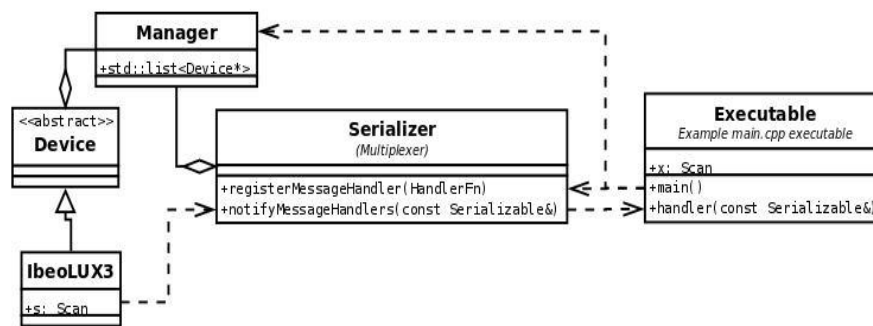 Manager
+std::list<Device*>
<<abstract>>
Device
Serializer
(Multiplexer)
+registerMessageHandler(HandlerFn)
+notifyMessageHandlers(const Serializable&)
Executable
Example main.cpp executable
+x: Scan
+main()
+handler(const Serializable&)
IbeoLUX3
+s: Scan